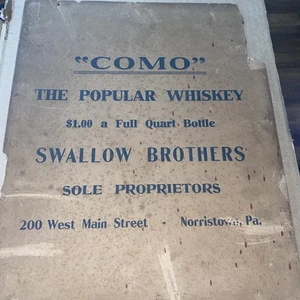 "COMO"
THE POPULAR WHISKEY
$1.00 a Full Quart Bottle
SWALLOW BROTHERS
SOLE PROPRIETORS
200 West Main Street - Norristown, Pa.